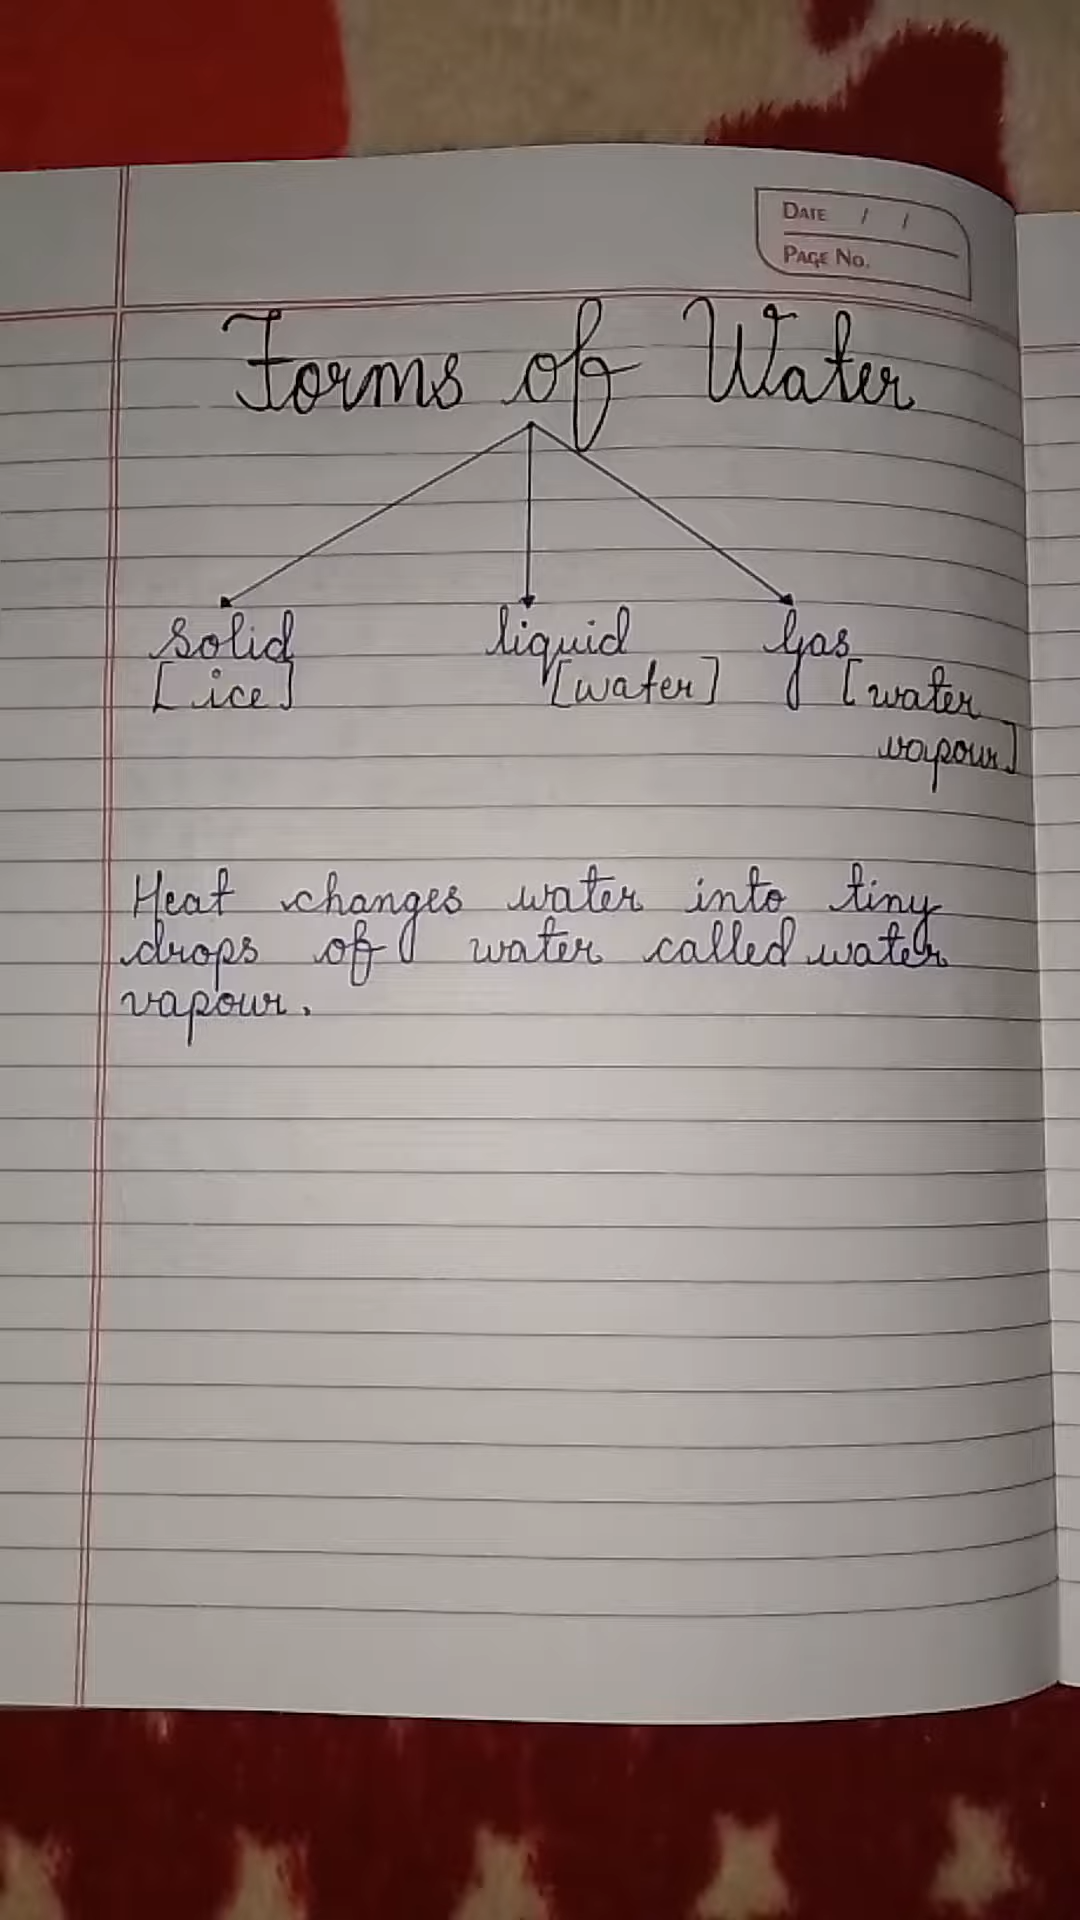 DATE / /
PAGE NO.
Forms of Water
solid liquid gas
[ice] [water] [water
vapour]
Heat changes water into tiny
drops of water called water
vapour.